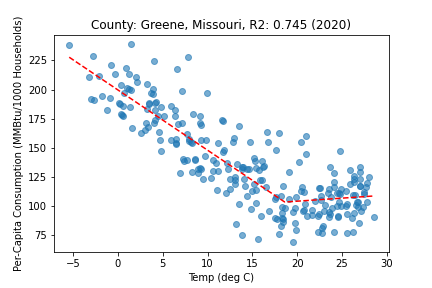 County: Greene, Missouri, R2: 0.745 (2020)
Per-Capita Consumption (MMBtu/1000 Households)
225
200
175
150
125
100
75
−5 0 5 10 15 20 25 30
Temp (deg C)